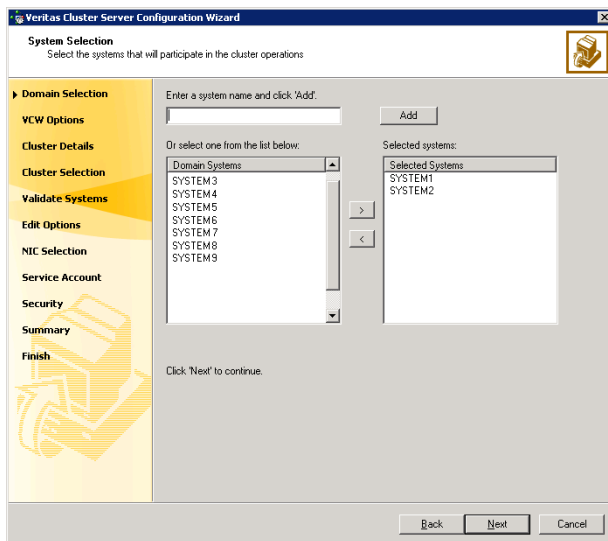 Veritas Cluster Server Configuration Wizard
System Selection
Select the systems that will participate in the cluster operations
Domain Selection
VCW Options
Cluster Details
Cluster Selection
Validate Systems
Edit Options
NIC Selection
Service Account
Security
Summary
Finish
Enter a system name and click 'Add'.
Add
Or select one from the list below:
Domain Systems
SYSTEM3
SYSTEM4
SYSTEM5
SYSTEM6
SYSTEM7
SYSTEM8
SYSTEM9
>
<
Selected systems:
Selected Systems
SYSTEM1
SYSTEM2
Click 'Next' to continue.
Back
Next
Cancel